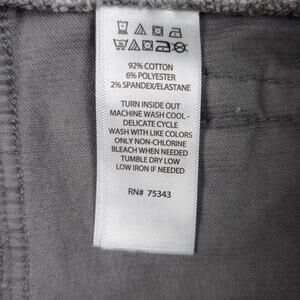 92% COTTON
6% POLYESTER
2% SPANDEX/ELASTANE
TURN INSIDE OUT
MACHINE WASH COOL -
DELICATE CYCLE
WASH WITH LIKE COLORS
ONLY NON-CHLORINE
BLEACH WHEN NEEDED
TUMBLE DRY LOW
LOW IRON IF NEEDED
RN# 75343